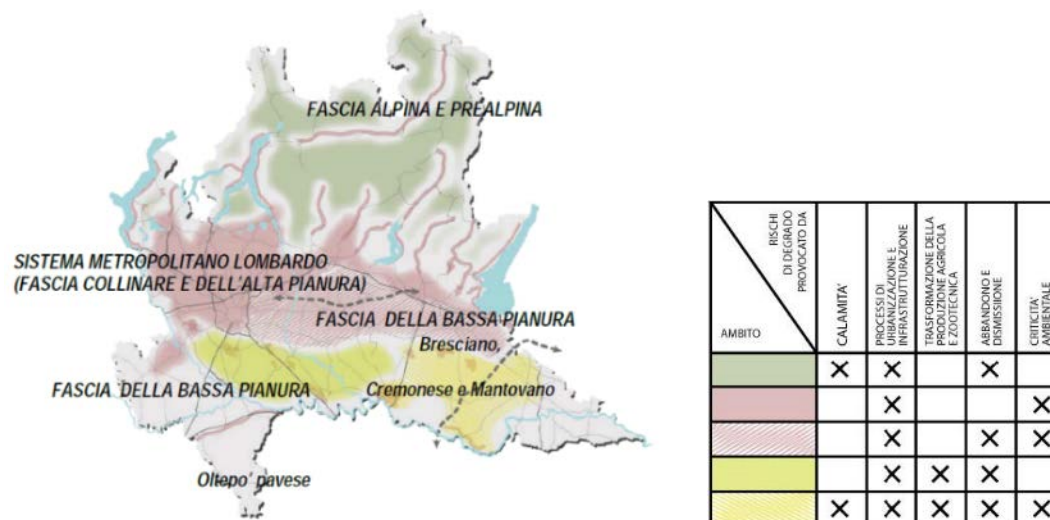 FASCIA ALPINA E PREALPINA
SISTEMA METROPOLITANO LOMBARDO
(FASCIA COLLINARE E DELL'ALTA PIANURA)
FASCIA DELLA BASSA PIANURA
Bresciano,
FASCIA DELLA BASSA PIANURA
Cremonese e Mantovano
Oltepo' pavese
RISCHI
DI DEGRADO
PROVOCATO DA
AMBITO
CALAMITA'
PROCESSI DI
URBANIZZAZIONE E
INFRASTRUTTURAZIONE
TRASFORMAZIONE DELLA
PRODUZIONE AGRICOLA
E ZOOTECNICA
ABBANDONO E
DISMISSIIONE
CRITICITA'
AMBIENTALE
X X X
X X
X X X
X X X
X X X X X